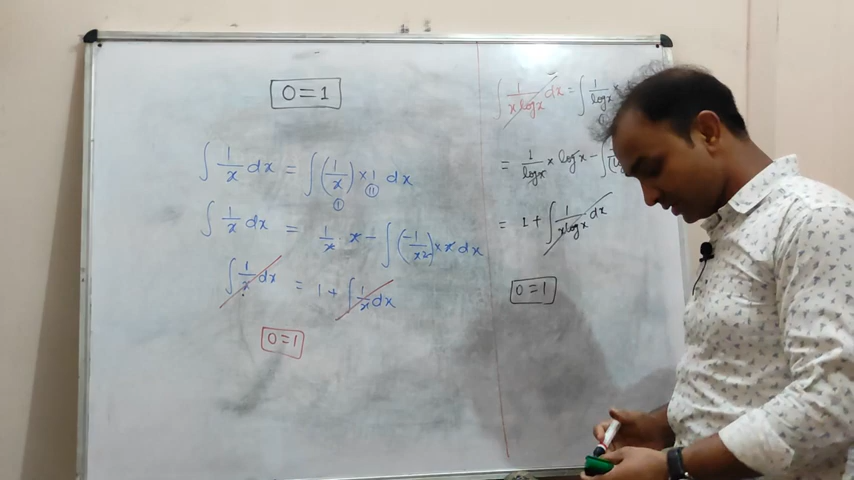 0=1
∫ 1/x dx = ∫ (1/x) × 1 dx
(I) (II)
∫ 1/x dx = 1/x x - ∫ (-1/x²) × x dx
∫ 1/x dx = 1 + ∫ 1/x dx
0=1
∫ 1/(x log x) dx = ∫ 1/log x ×
= 1/log x × log x - ∫
= 1 + ∫ 1/(x log x) dx
0=1